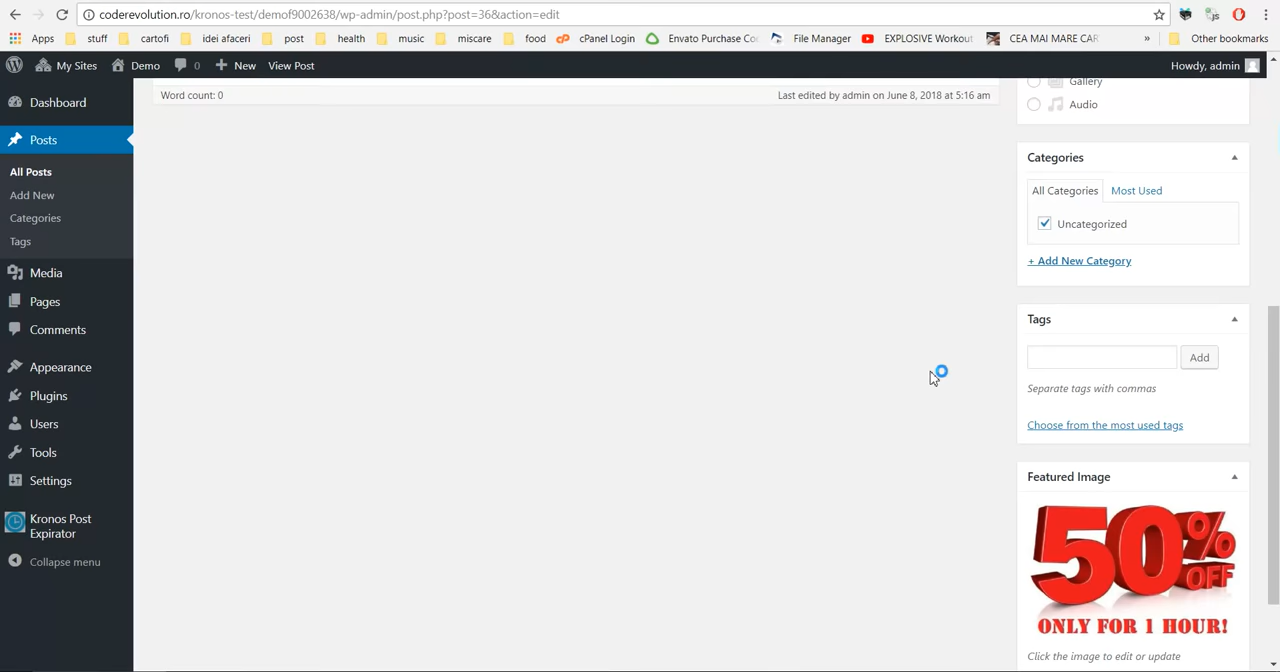 coderevolution.ro/kronos-test/demof9002638/wp-admin/post.php?post=36&action=edit
Apps stuff cartofi idei afaceri post health music miscare food cPanel Login Envato Purchase Co File Manager EXPLOSIVE Workout CEA MAI MARE CAR » Other bookmarks
My Sites Demo 0 New View Post Howdy, admin
Dashboard
Posts
All Posts
Add New
Categories
Tags
Media
Pages
Comments
Appearance
Plugins
Users
Tools
Settings
Kronos Post
Expirator
Collapse menu
Word count: 0 Last edited by admin on June 8, 2018 at 5:16 am
Gallery
Audio
Categories
All Categories Most Used
Uncategorized
+ Add New Category
Tags
Add
Separate tags with commas
Choose from the most used tags
Featured Image
50% OFF
ONLY FOR 1 HOUR!
Click the image to edit or update